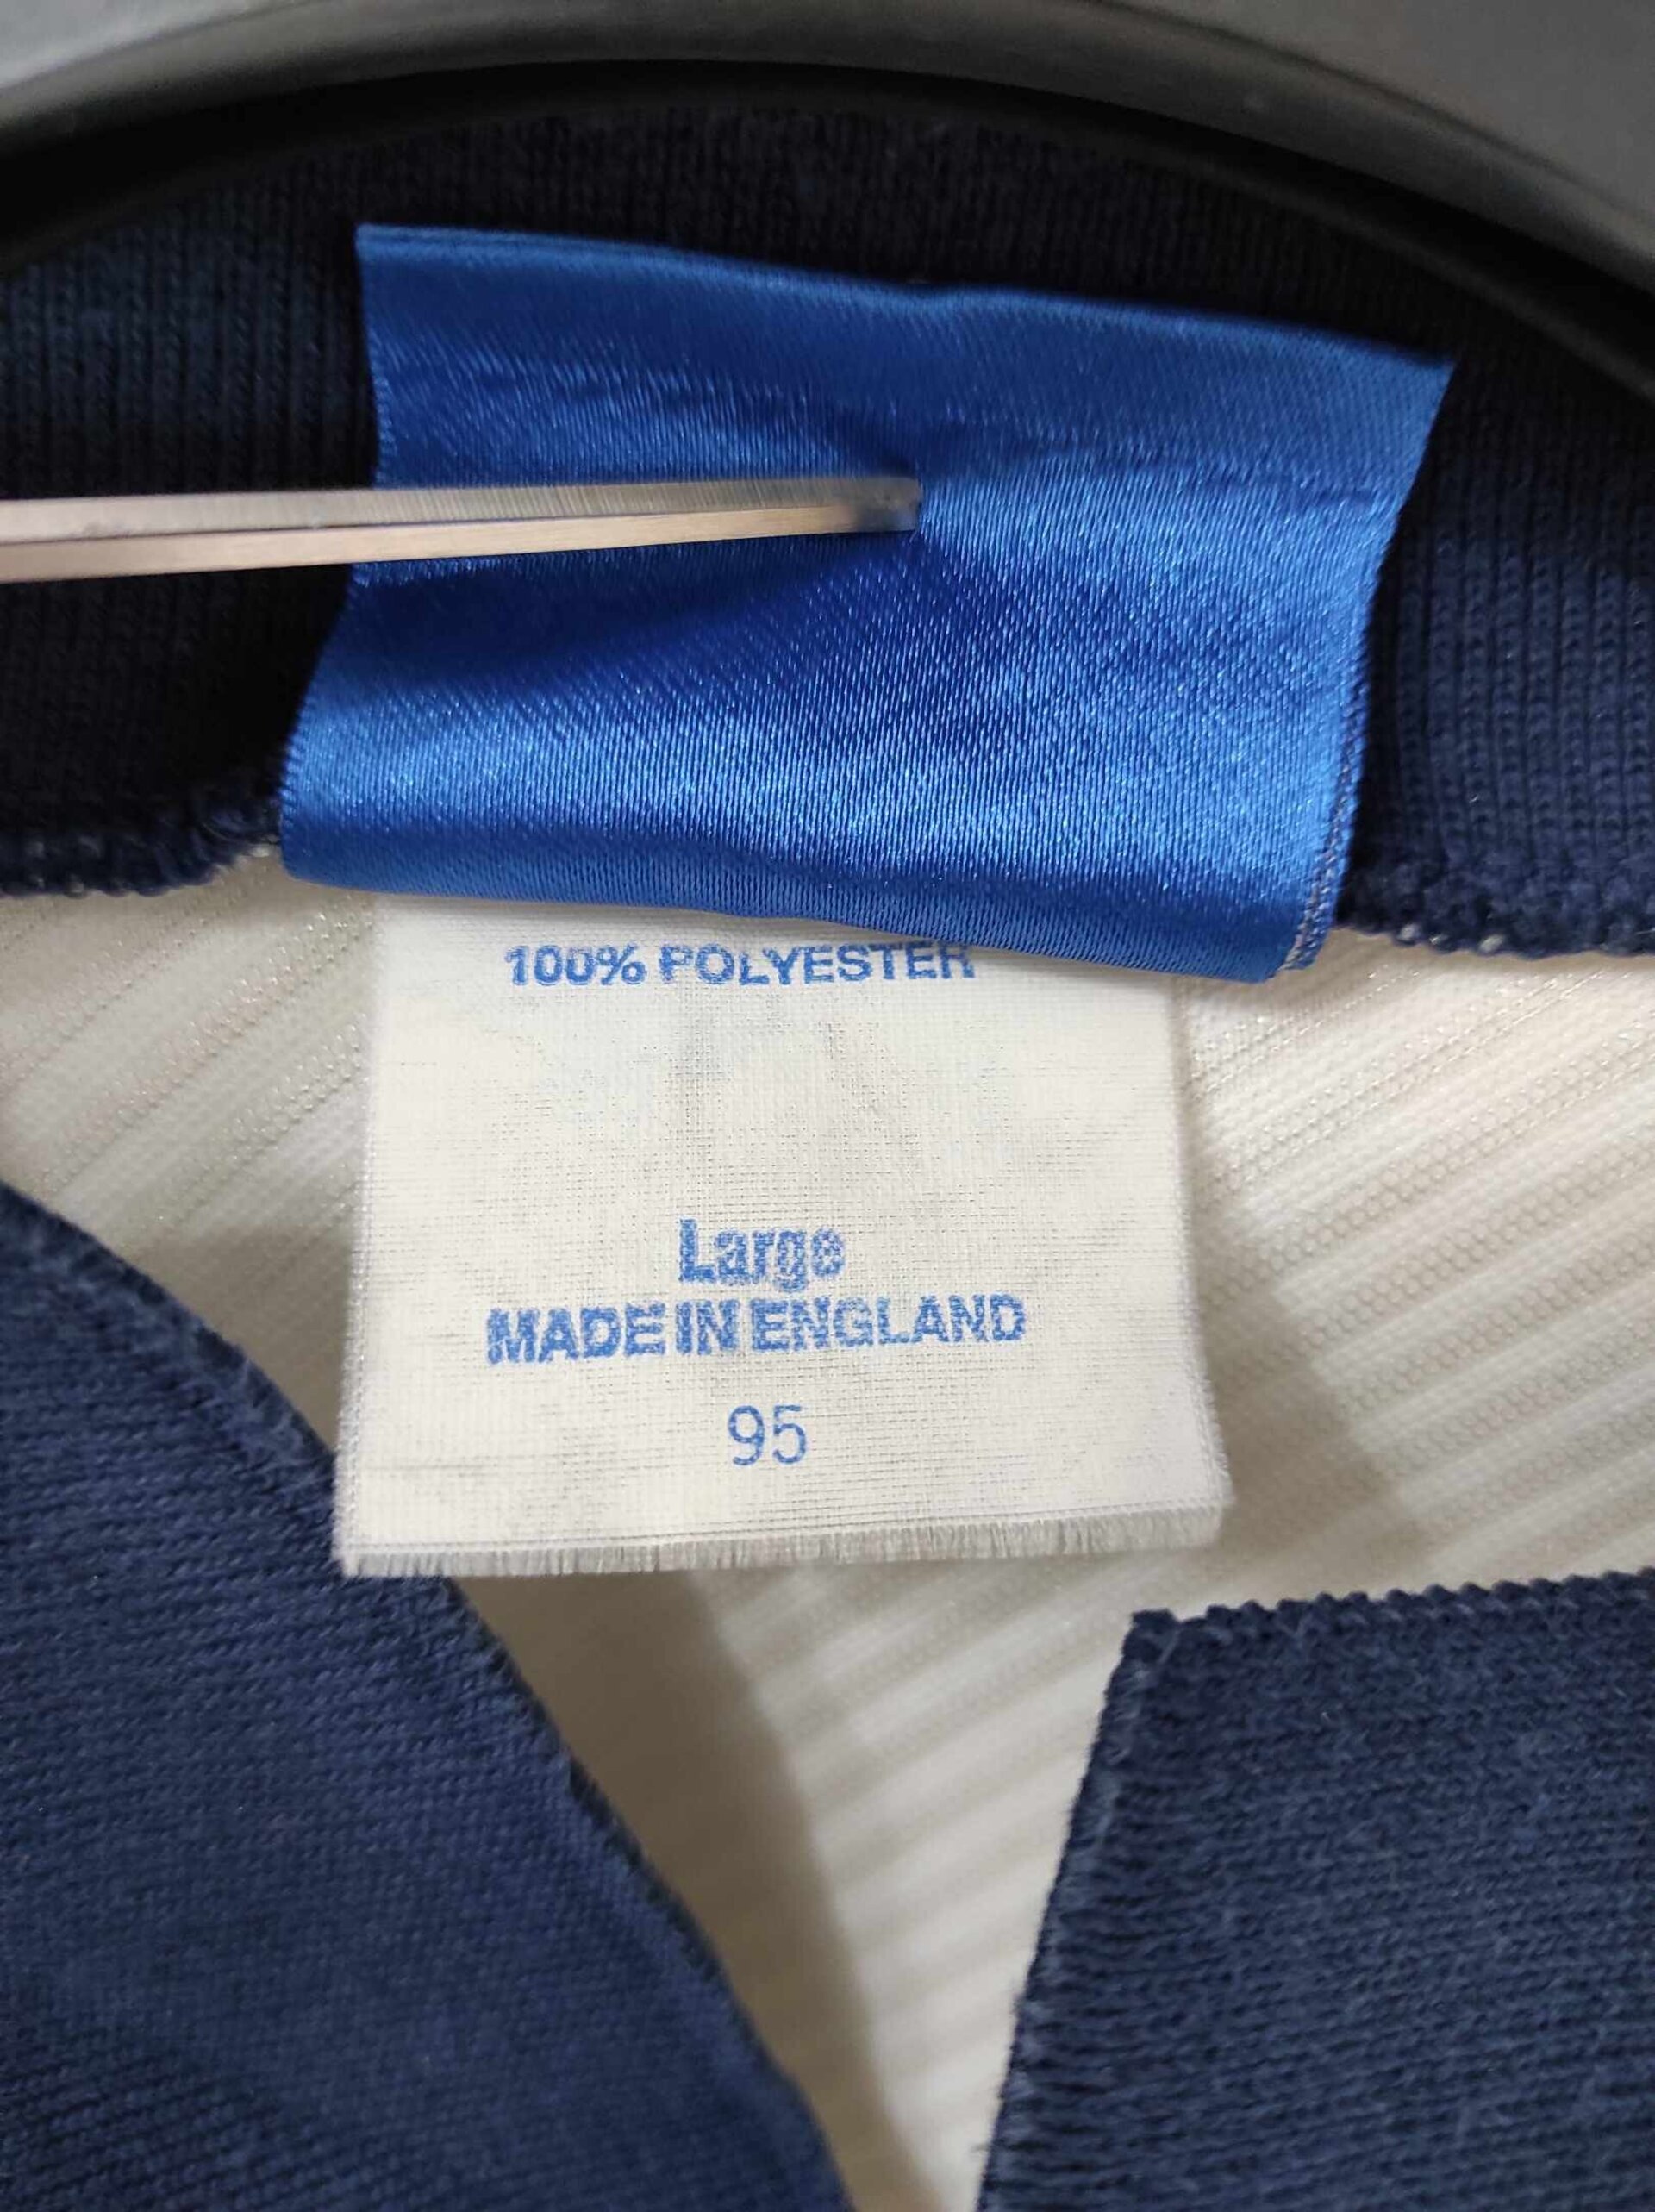 100% POLYESTER
Large
MADE IN ENGLAND
95